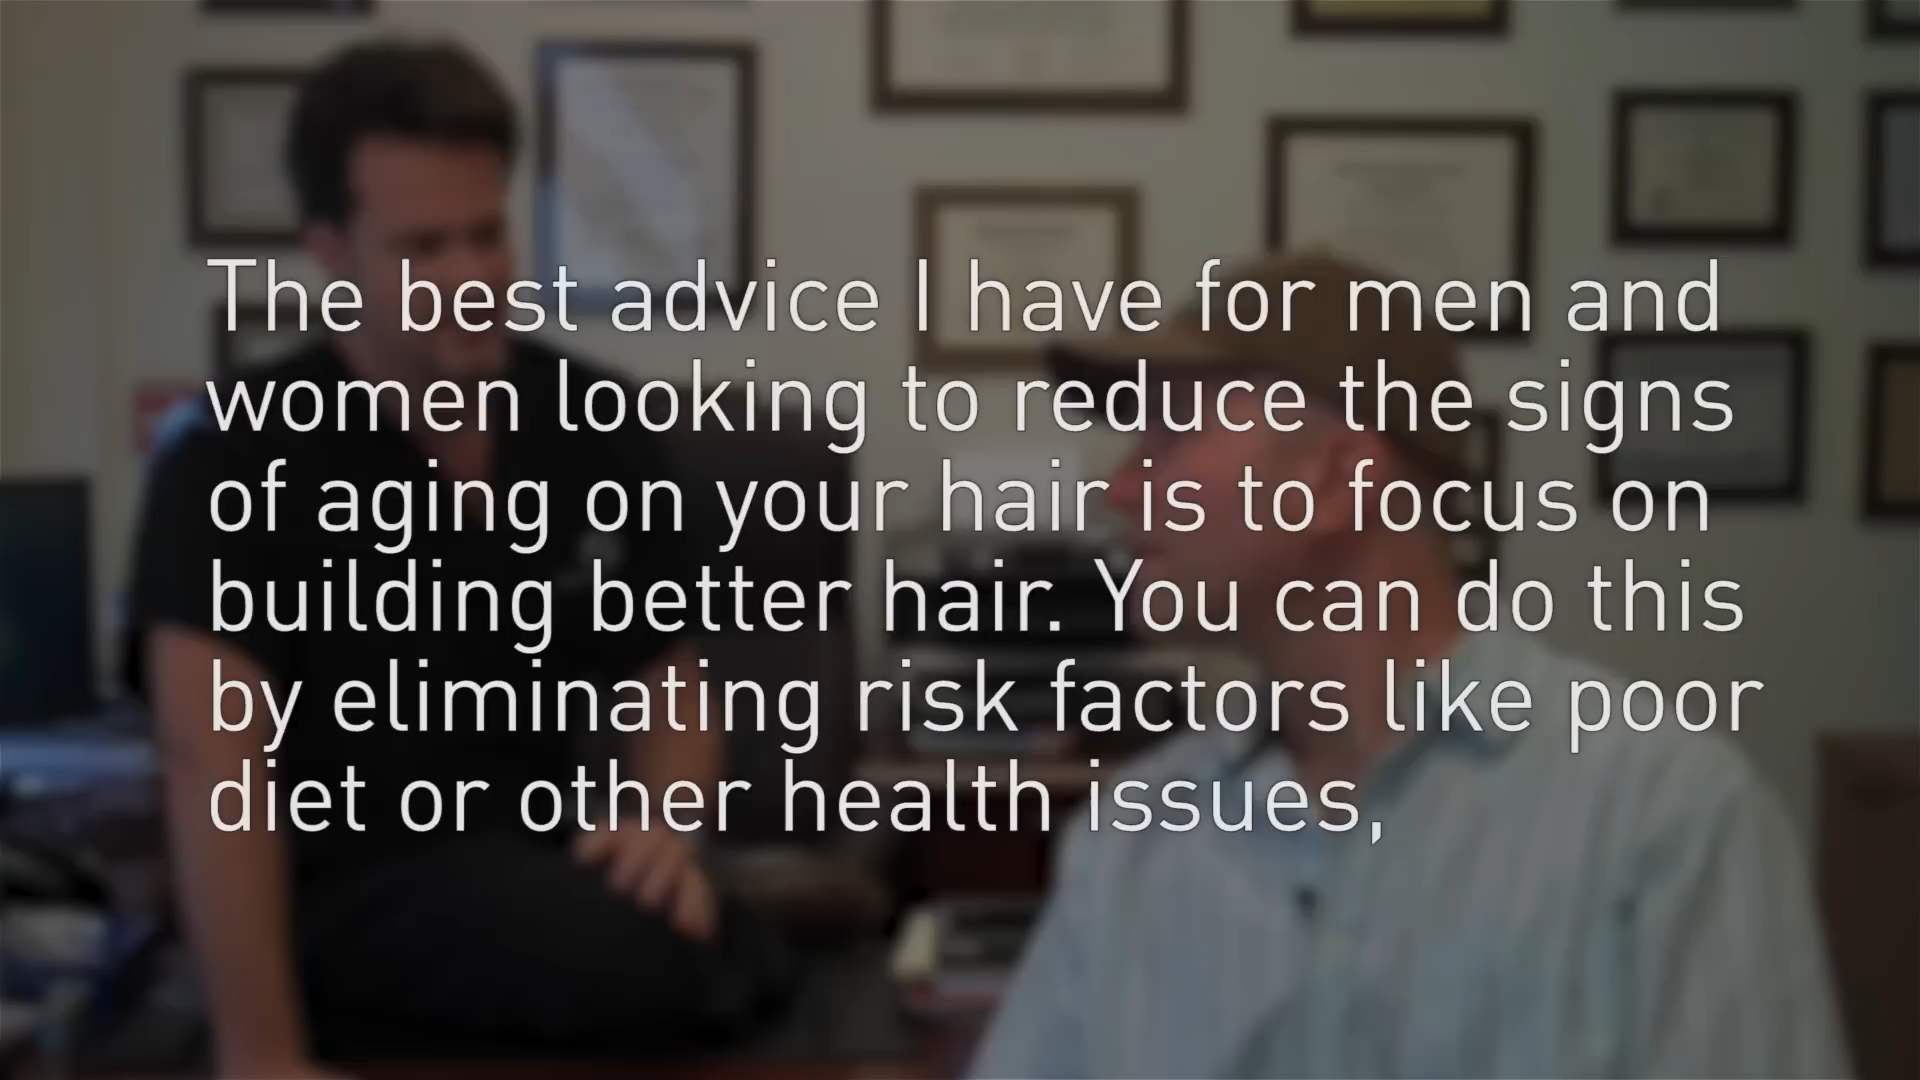 The best advice I have for men and
women looking to reduce the signs
of aging on your hair is to focus on
building better hair. You can do this
by eliminating risk factors like poor
diet or other health issues,